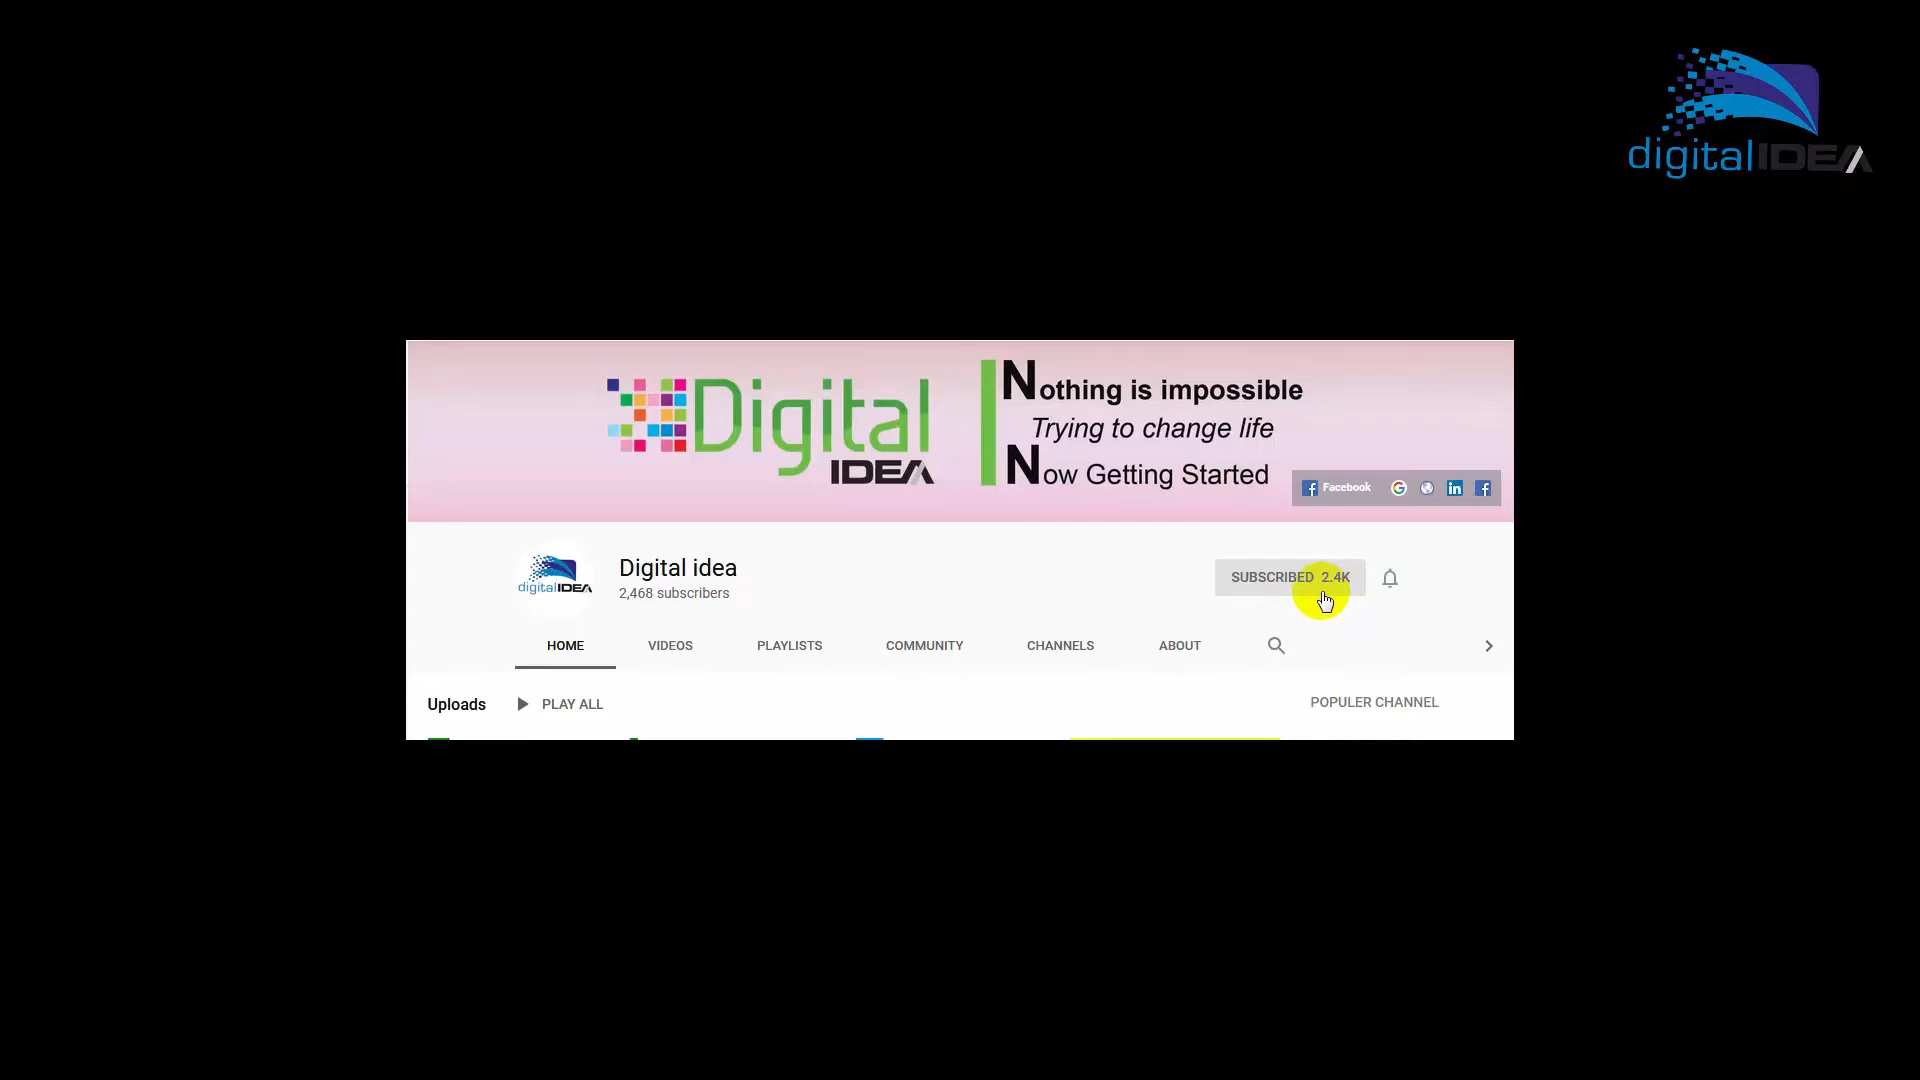 digitalIDEA
Digital
IDEA
Nothing is impossible
Trying to change life
Now Getting Started
Facebook
digitalIDEA
Digital idea
2,468 subscribers
SUBSCRIBED 2.4K
HOME VIDEOS PLAYLISTS COMMUNITY CHANNELS ABOUT
Uploads PLAY ALL POPULER CHANNEL